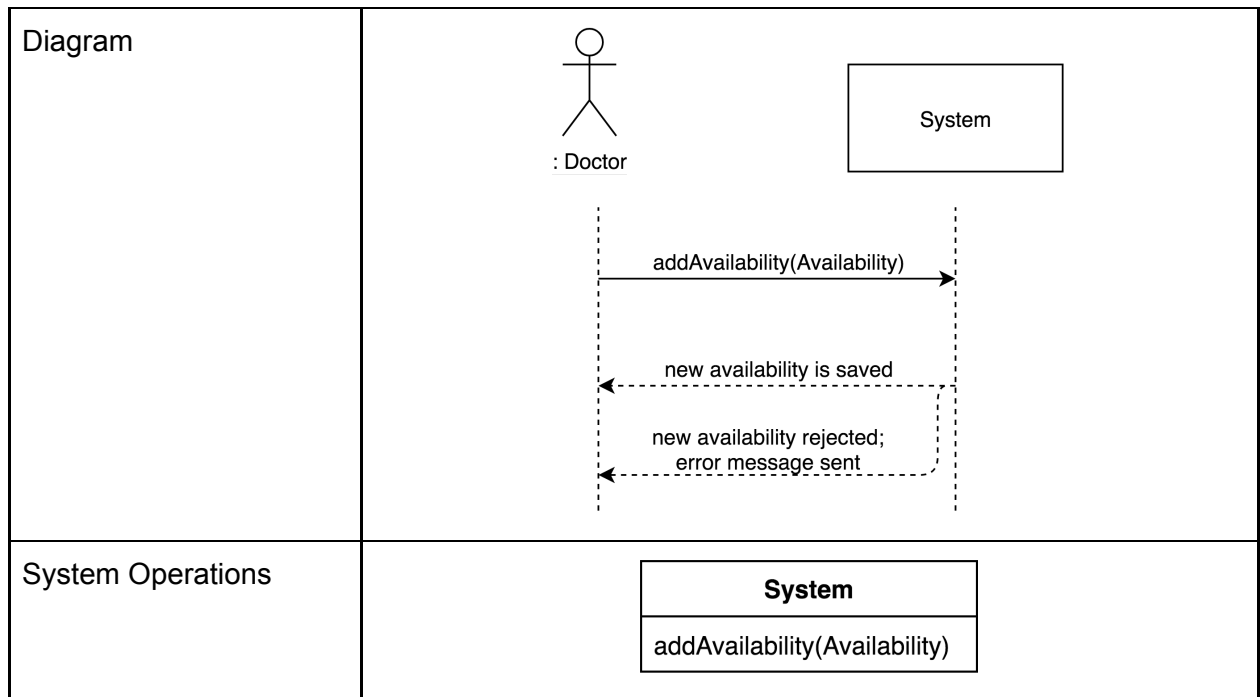 Diagram
: Doctor
System
addAvailability(Availability)
new availability is saved
new availability rejected;
error message sent
System Operations
System
addAvailability(Availability)